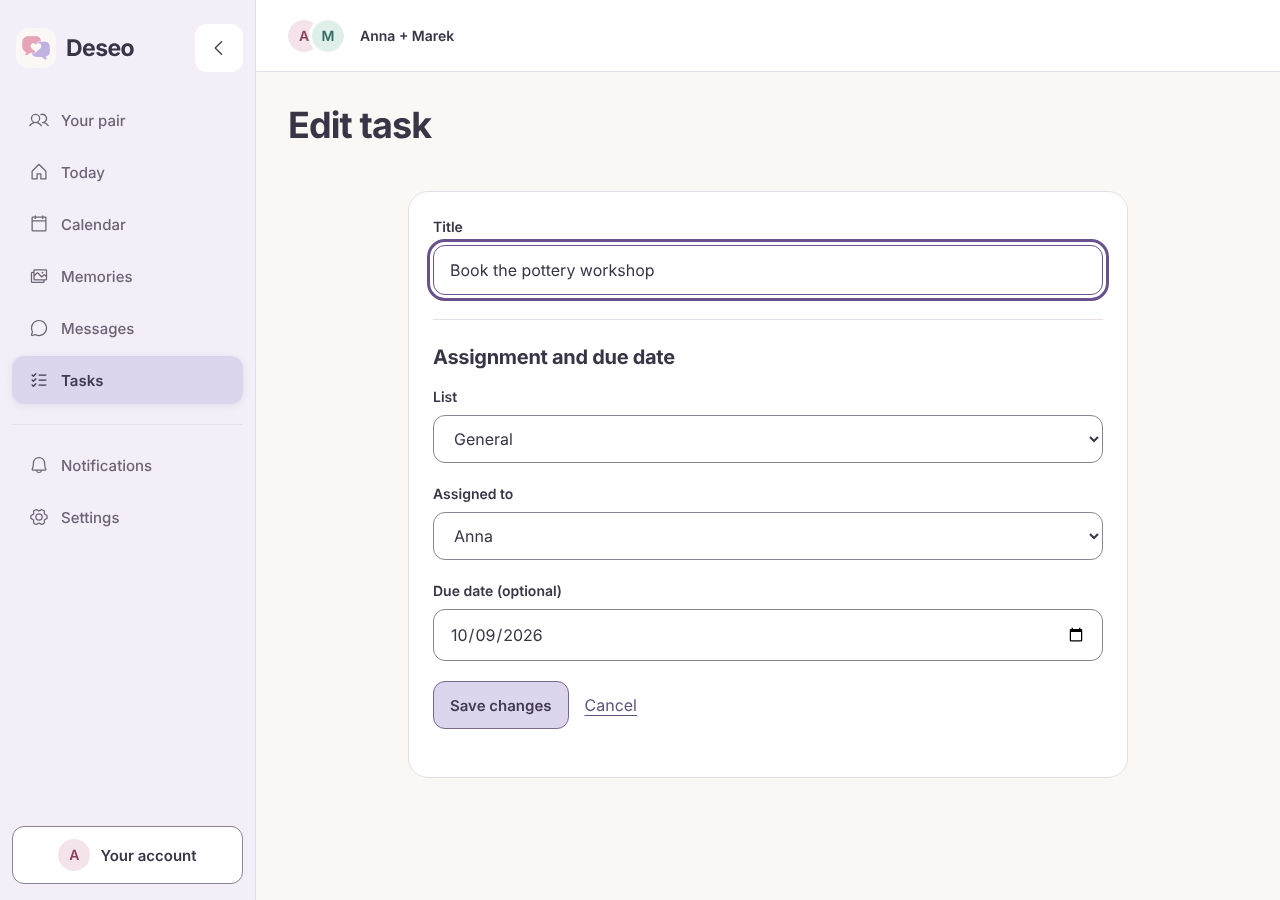 Deseo
Your pair
Today
Calendar
Memories
Messages
Tasks
Notifications
Settings
A Your account
A M Anna + Marek
Edit task
Title
Book the pottery workshop
Assignment and due date
List
General
Assigned to
Anna
Due date (optional)
10/09/2026
Save changes Cancel